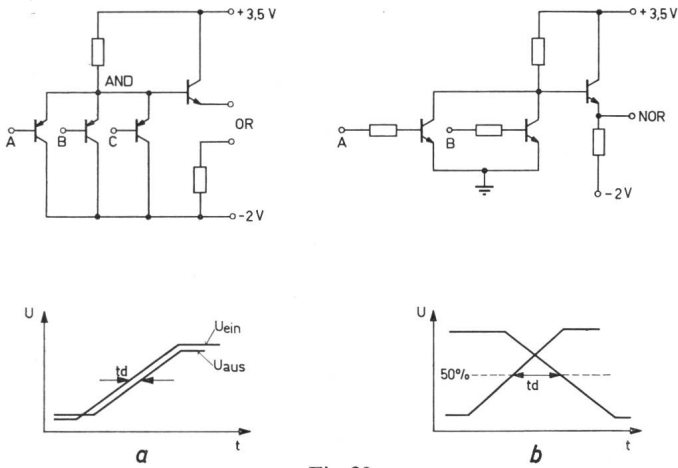 +3,5 V
AND
A
B
C
OR
-2 V
+3,5 V
A
B
NOR
-2 V
U
Uein
Uaus
td
t
a
U
50%
td
t
b